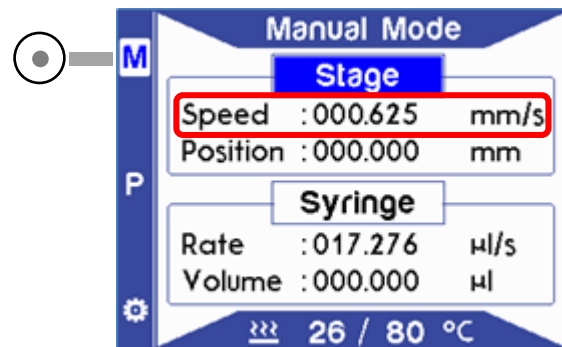 Manual Mode
M
Stage
Speed :000.625 mm/s
Position :000.000 mm
P
Syringe
Rate :017.276 µl/s
Volume :000.000 µl
26 / 80 °C